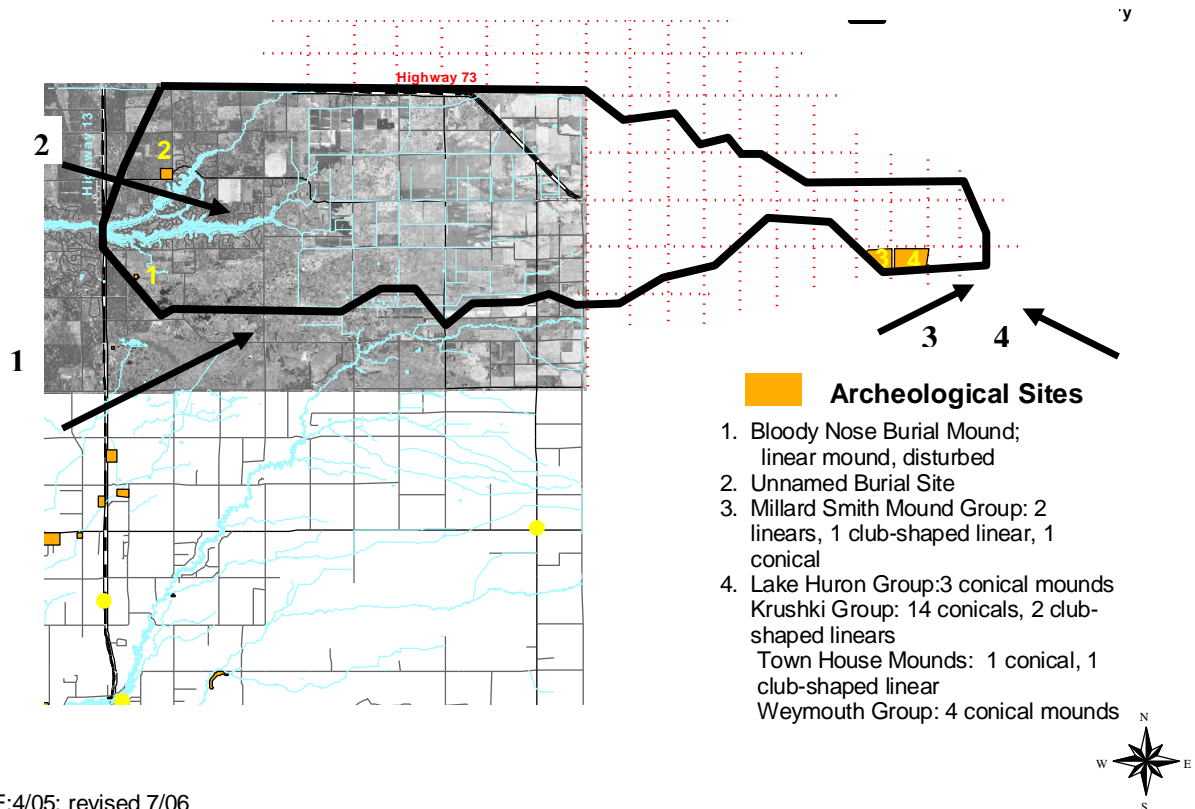 y
Highway 73
Highway 13
2
2
1
3
4
3
4
1
Archeological Sites
1. Bloody Nose Burial Mound;
linear mound, disturbed
2. Unnamed Burial Site
3. Millard Smith Mound Group: 2
linears, 1 club-shaped linear, 1
conical
4. Lake Huron Group:3 conical mounds
Krushki Group: 14 conicals, 2 club-
shaped linears
Town House Mounds: 1 conical, 1
club-shaped linear
Weymouth Group: 4 conical mounds
N
W
E
S
:4/05; revised 7/06